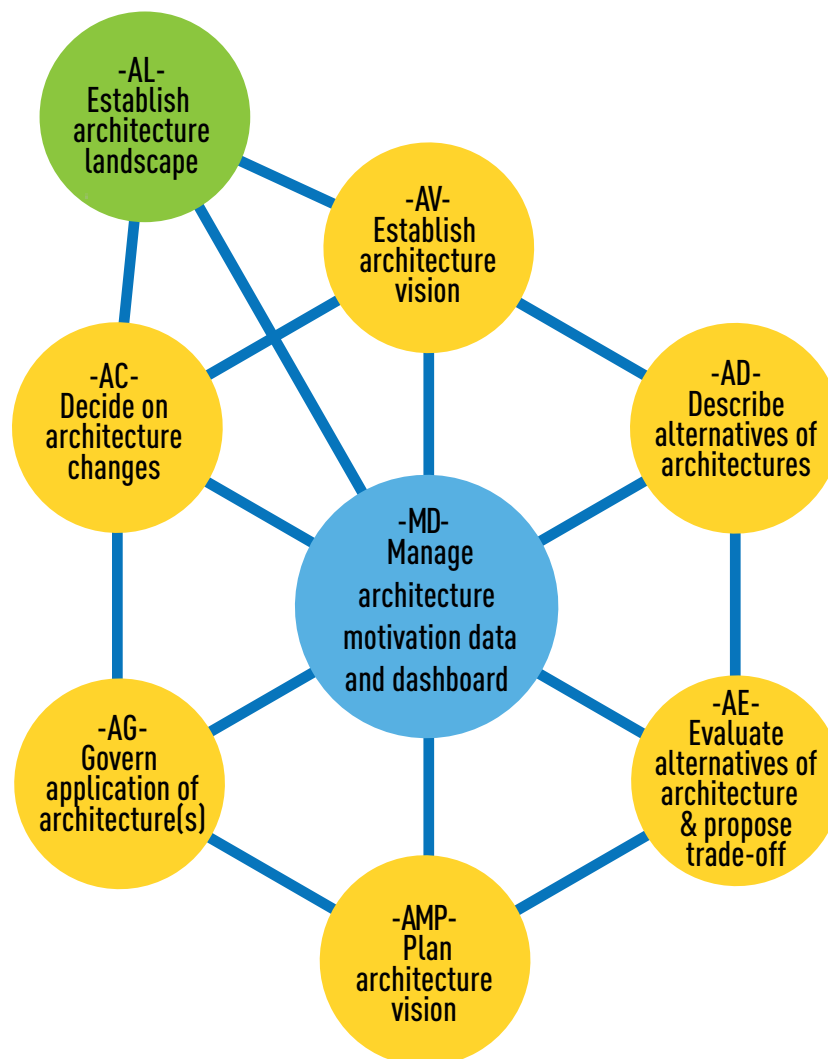 -AL-
Establish
architecture
landscape
-AV-
Establish
architecture
vision
-AC-
Decide on
architecture
changes
-AD-
Describe
alternatives of
architectures
-MD-
Manage
architecture
motivation data
and dashboard
-AG-
Govern
application of
architecture(s)
-AE-
Evaluate
alternatives of
architecture
& propose
trade-off
-AMP-
Plan
architecture
vision